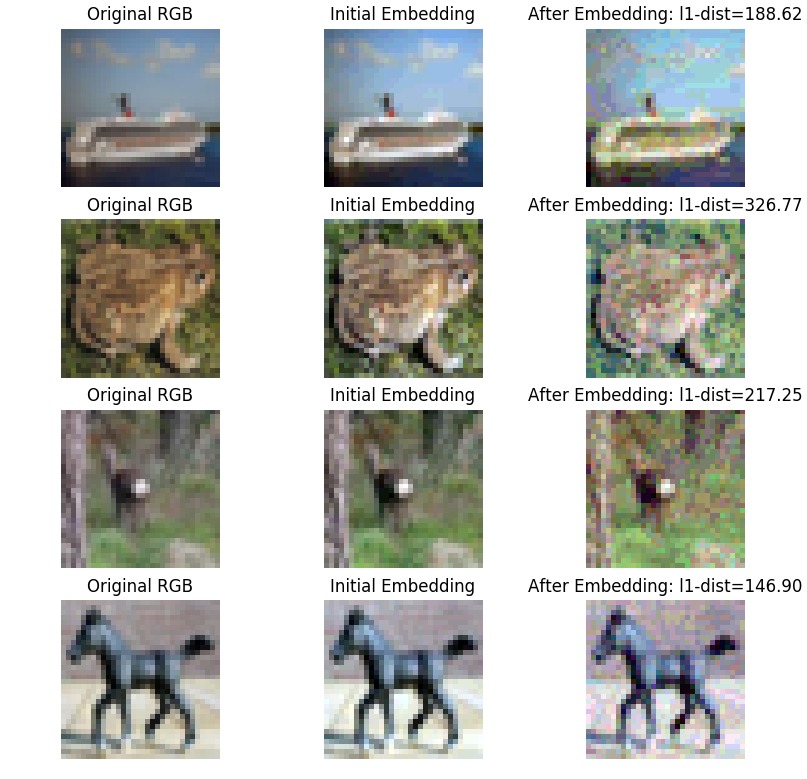 Original RGB
Initial Embedding
After Embedding: l1-dist=188.62
Original RGB
Initial Embedding
After Embedding: l1-dist=326.77
Original RGB
Initial Embedding
After Embedding: l1-dist=217.25
Original RGB
Initial Embedding
After Embedding: l1-dist=146.90